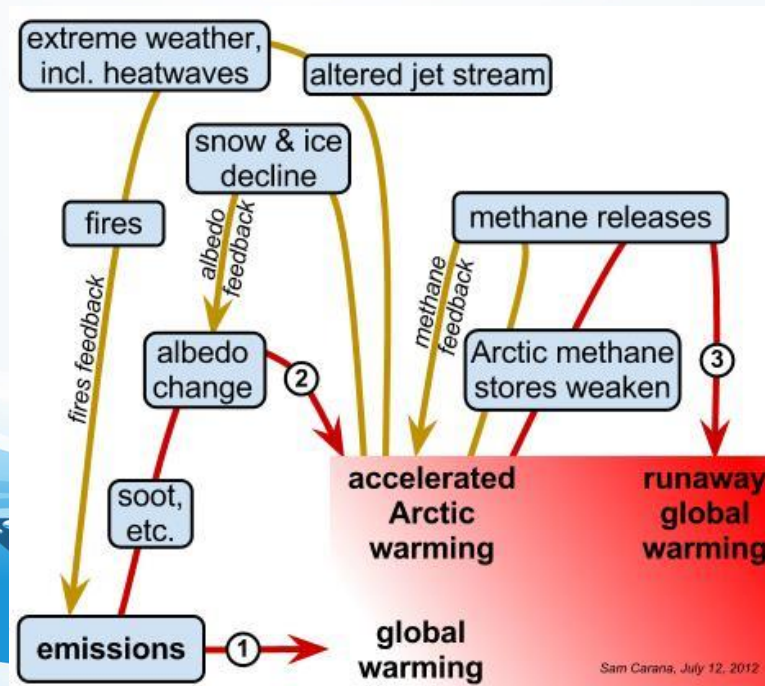 extreme weather,
incl. heatwaves
altered jet stream
snow & ice
decline
fires
methane releases
fires feedback
albedo
feedback
methane
feedback
albedo
change
2
Arctic methane
stores weaken
3
soot,
etc.
accelerated
Arctic
warming
runaway
global
warming
emissions
1
global
warming
Sam Carana, July 12, 2012